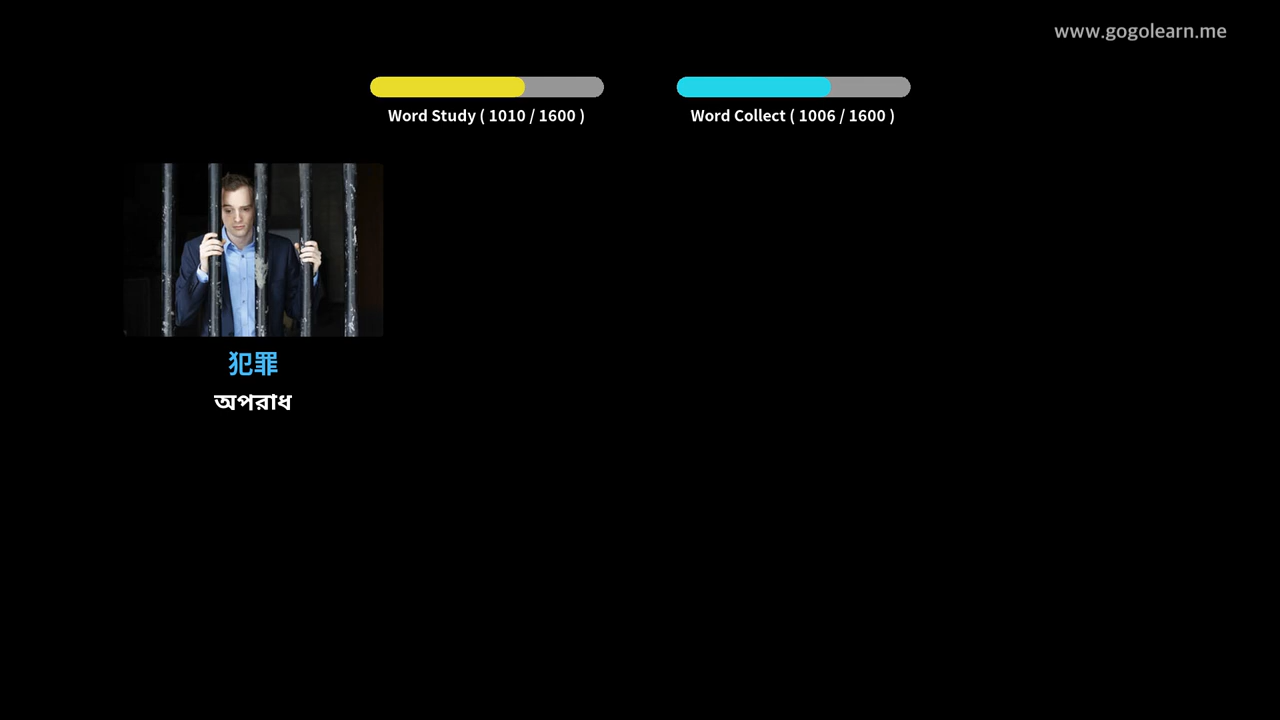 www.gogolearn.me
Word Study ( 1010 / 1600 )
Word Collect ( 1006 / 1600 )
犯罪
অপরাধ